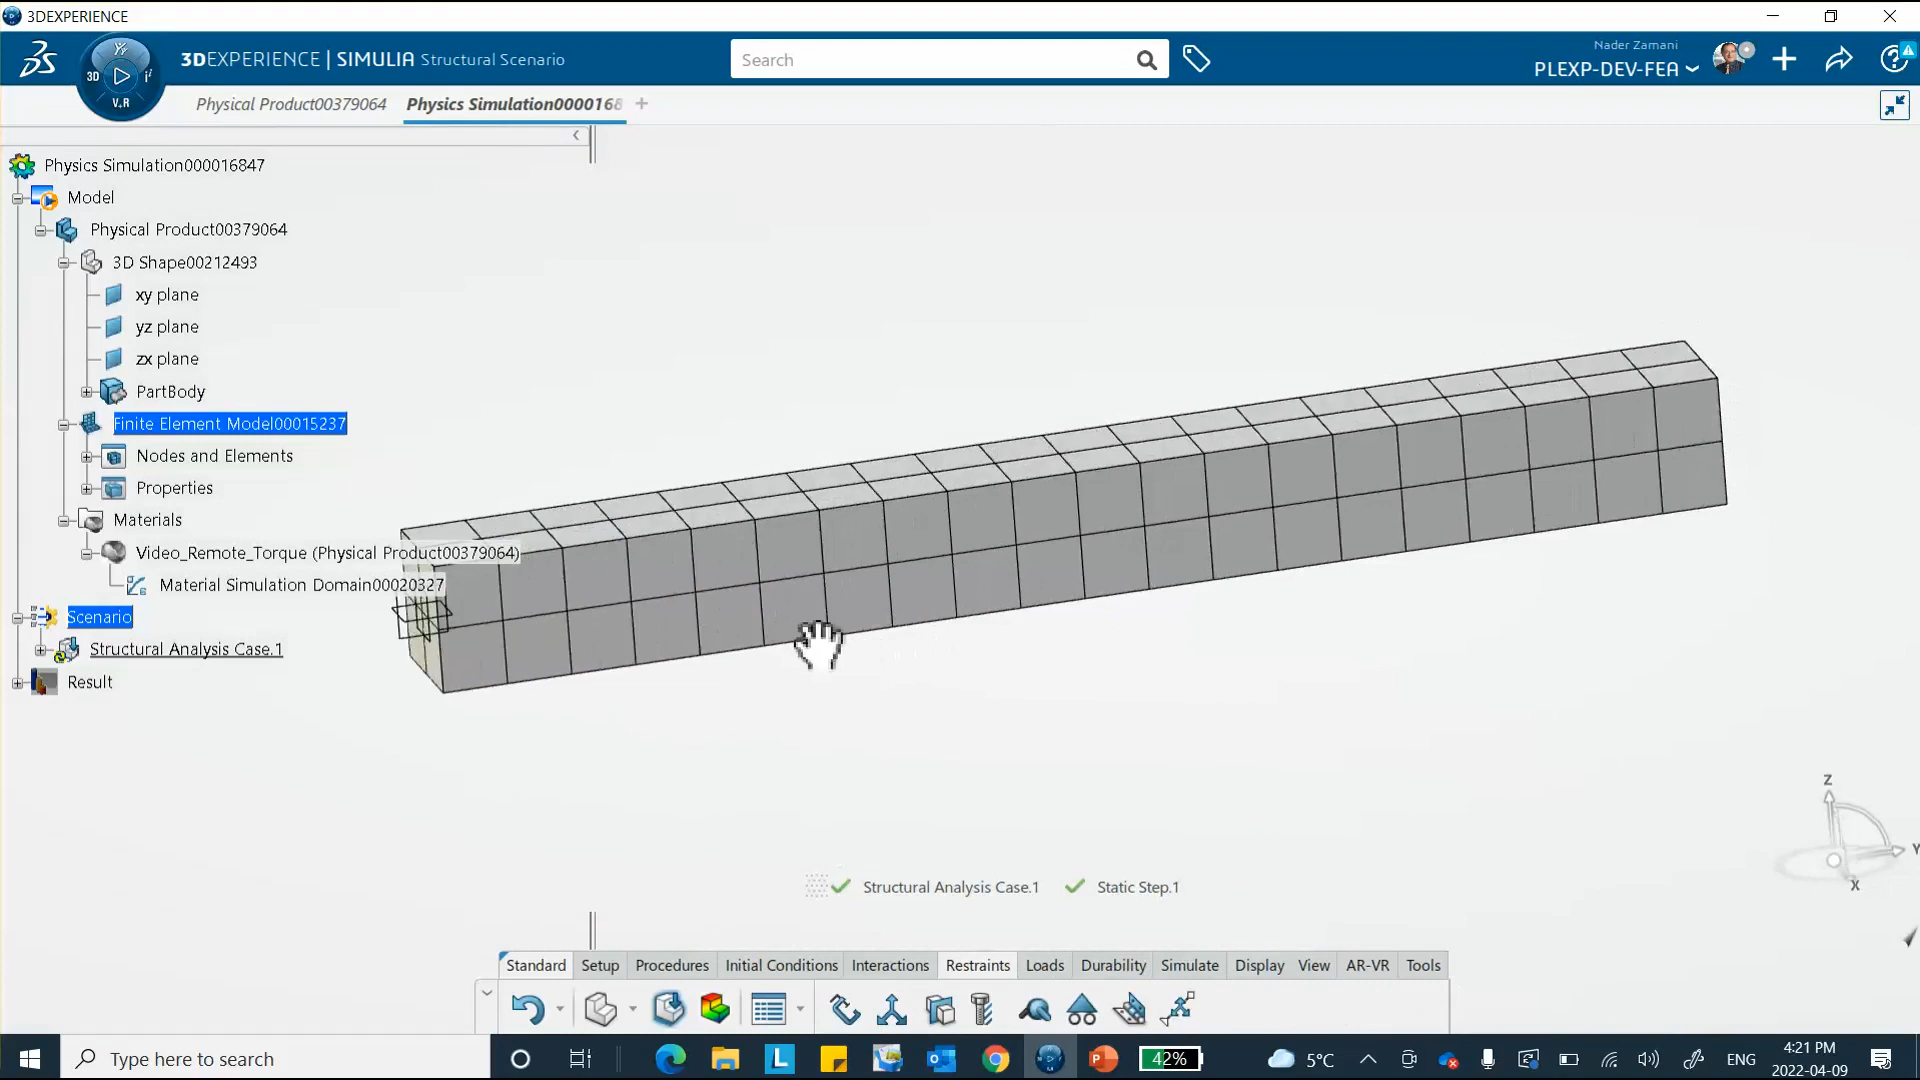 3DEXPERIENCE
3DEXPERIENCE | SIMULIA Structural Scenario
Search
Nader Zamani
PLEXP-DEV-FEA
3D
V.R
Physical Product00379064
Physics Simulation0000168
Physics Simulation000016847
Model
Physical Product00379064
3D Shape00212493
xy plane
yz plane
zx plane
PartBody
Finite Element Model00015237
Nodes and Elements
Properties
Materials
Video_Remote_Torque (Physical Product00379064)
Material Simulation Domain00020327
Scenario
Structural Analysis Case.1
Result
Z
Y
X
Structural Analysis Case.1
Static Step.1
Standard Setup Procedures Initial Conditions Interactions Restraints Loads Durability Simulate Display View AR-VR Tools
Type here to search
L
42%
5°C
ENG
4:21 PM
2022-04-09